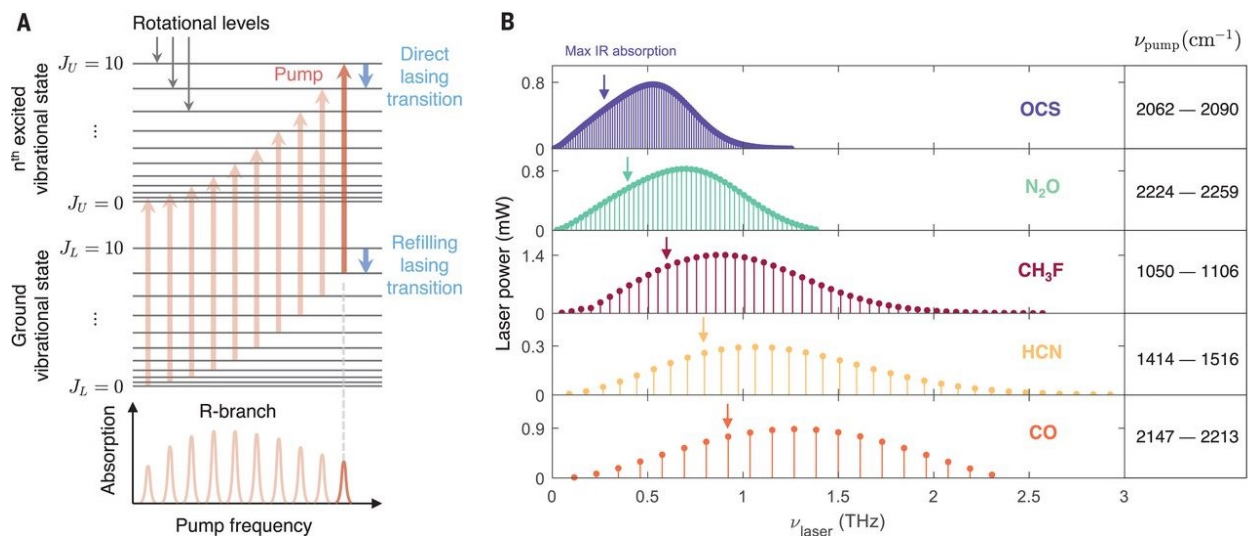 A
Rotational levels
nth excited
vibrational state
J_U = 10
⋮
J_U = 0
Pump
Direct
lasing
transition
Ground
vibrational state
J_L = 10
⋮
J_L = 0
Refilling
lasing
transition
Absorption
R-branch
Pump frequency
B
Max IR absorption
ν_pump(cm⁻¹)
Laser power (mW)
0.8
0
OCS
2062 — 2090
0.8
0
N₂O
2224 — 2259
1.4
0
CH₃F
1050 — 1106
0.3
0
HCN
1414 — 1516
0.9
0
CO
2147 — 2213
0 0.5 1 1.5 2 2.5 3
ν_laser (THz)